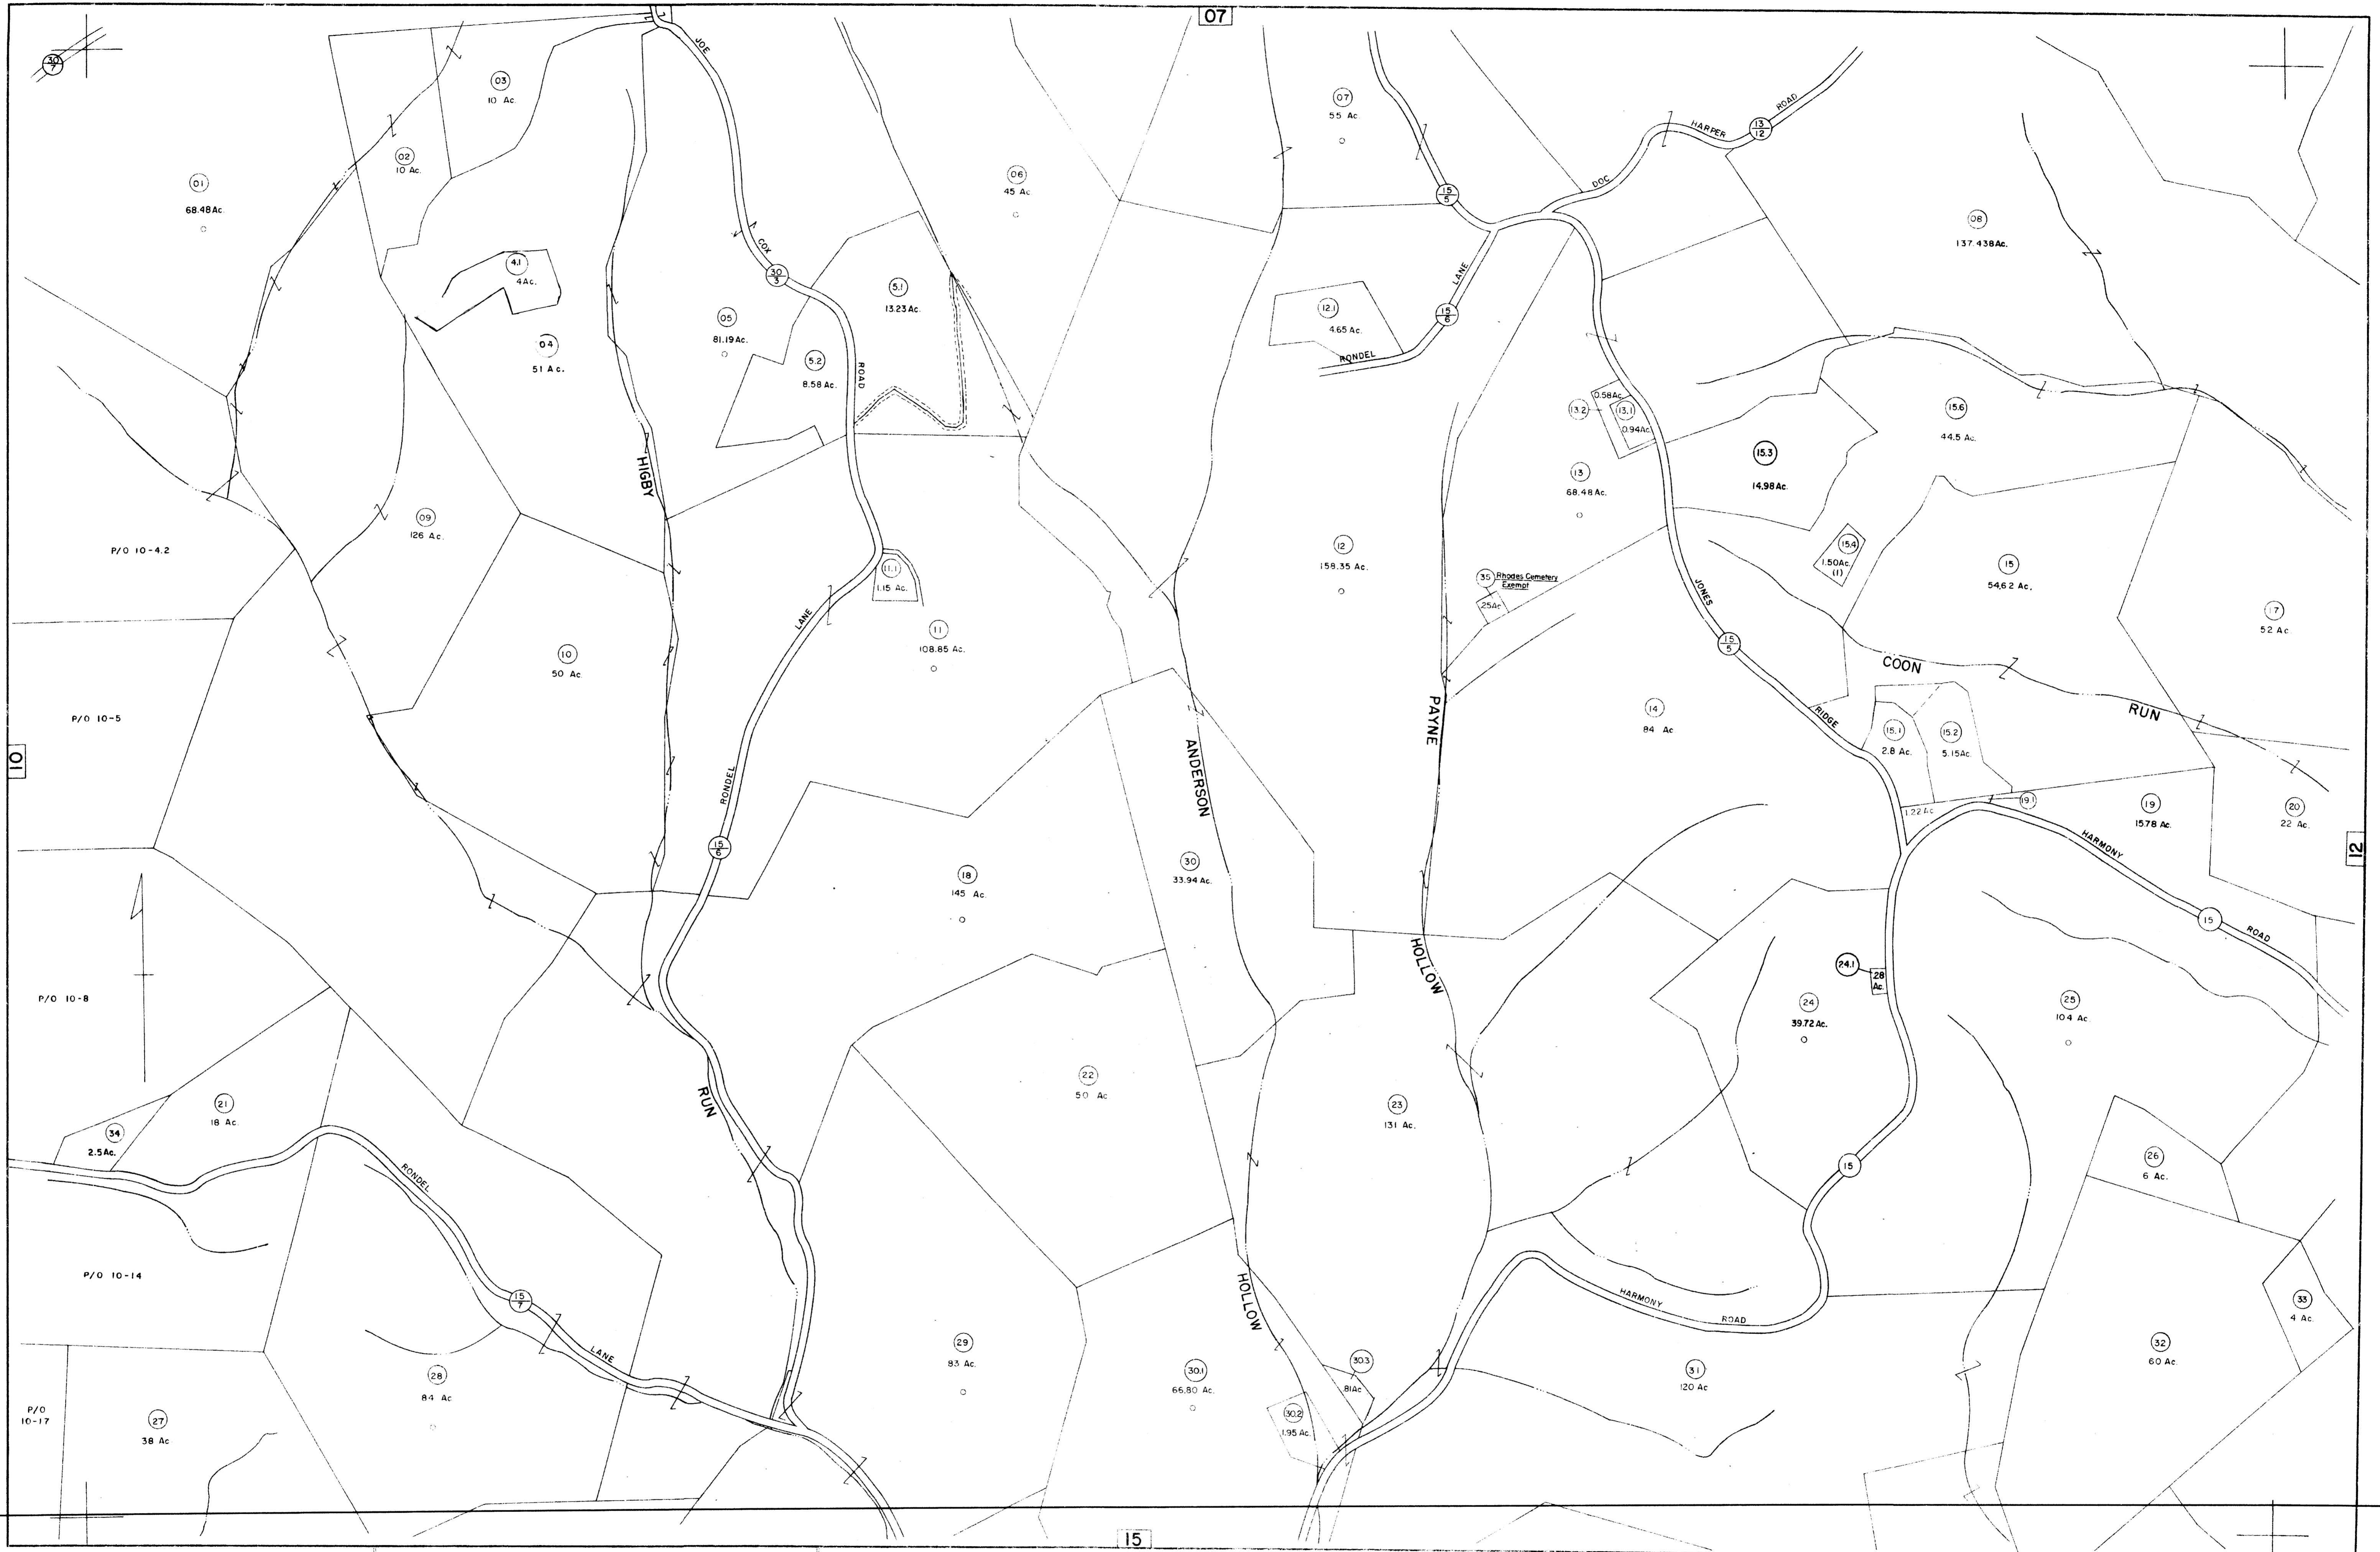 07
30
7
JOE
03
10 Ac.
02
10 Ac.
01
68.48 Ac.
06
45 Ac
07
55 Ac.
15
5
DOC
HARPER
13
12
ROAD
08
137.438 Ac.
4.1
4 Ac.
04
51 Ac.
COX
30
3
ROAD
05
81.19 Ac.
5.1
13.23 Ac.
5.2
8.58 Ac.
12.1
4.65 Ac.
LANE
15
6
RONDEL
0.58 Ac.
13.2
13.1
0.94 Ac.
13
68.48 Ac.
15.3
14.98 Ac.
15.6
44.5 Ac.
HIGBY
09
126 Ac.
P/O 10-4.2
11.1
1.15 Ac.
12
158.35 Ac.
35
Rhodes Cemetery
Exempt
.25 Ac
15.4
1.50 Ac.
(1)
15
54.62 Ac.
17
52 Ac
JONES
15
5
RIDGE
LANE
11
108.85 Ac.
10
50 Ac.
COON
RUN
P/O 10-5
10
PAYNE
14
84 Ac
15.1
2.8 Ac.
15.2
5.15 Ac.
ANDERSON
RONDEL
15
6
1.22 Ac
19.1
19
15.78 Ac.
20
22 Ac.
12
HARMONY
15
ROAD
30
33.94 Ac.
18
145 Ac.
HOLLOW
24.1
.28
Ac.
24
39.72 Ac.
25
104 Ac.
P/O 10-8
22
50 Ac
23
131 Ac.
RUN
21
18 Ac.
34
2.5 Ac.
15
26
6 Ac.
RONDEL
P/O 10-14
15
7
LANE
HOLLOW
HARMONY
ROAD
33
4 Ac.
32
60 Ac.
29
83 Ac.
30.1
66.80 Ac.
30.3
.81 Ac
30.2
1.95 Ac.
31
120 Ac
28
84 Ac
P/O
10-17
27
38 Ac
15